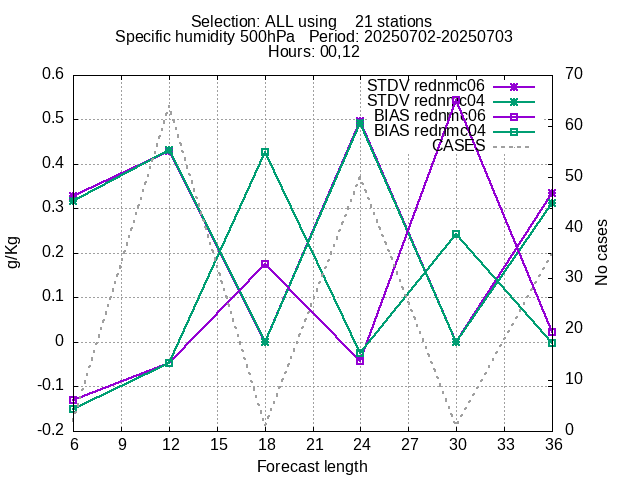 Selection: ALL using    21 stations
Specific humidity 500hPa   Period: 20250702-20250703
Hours: 00,12
0.6
0.5
0.4
0.3
0.2
0.1
0
-0.1
-0.2
g/Kg
STDV rednmc06
STDV rednmc04
BIAS rednmc06
BIAS rednmc04
CASES
70
60
50
40
30
20
10
0
No cases
6 9 12 15 18 21 24 27 30 33 36
Forecast length